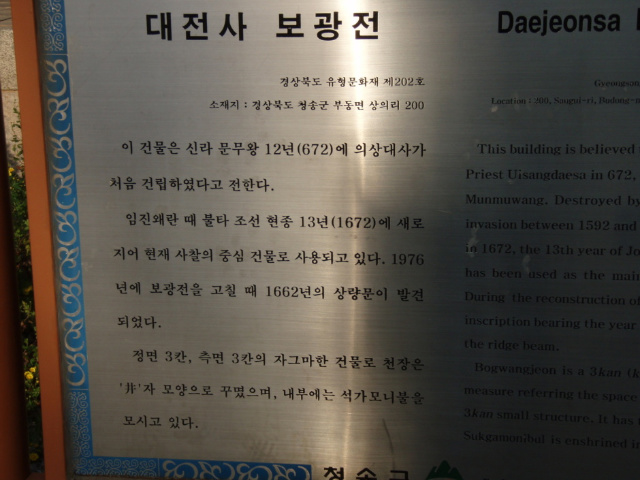 대전사 보광전
경상북도 유형문화재 제202호
소재지 : 경상북도 청송군 부동면 상의리 200
이 건물은 신라 문무왕 12년(672)에 의상대사가
처음 건립하였다고 전한다.
임진왜란 때 불타 조선 현종 13년(1672)에 새로
지어 현재 사찰의 중심 건물로 사용되고 있다. 1976
년에 보광전을 고칠 때 1662년의 상량문이 발견
되었다.
정면 3칸, 측면 3칸의 자그마한 건물로 천장은
'井'자 모양으로 꾸몄으며, 내부에는 석가모니불을
모시고 있다.
청송군
Daejeonsa
Gyeongsan
Location : 200, Sangui-ri, Budong-m
This building is believed
Priest Uisangdaesa in 672,
Munmuwang. Destroyed by
invasion between 1592 and
in 1672, the 13th year of Jo
has been used as the main
During the reconstruction of
inscription bearing the year
the ridge beam.
Bogwangjeon is a 3kan (k
measure referring the space
3kan small structure. It has
Sukgamonibul is enshrined in